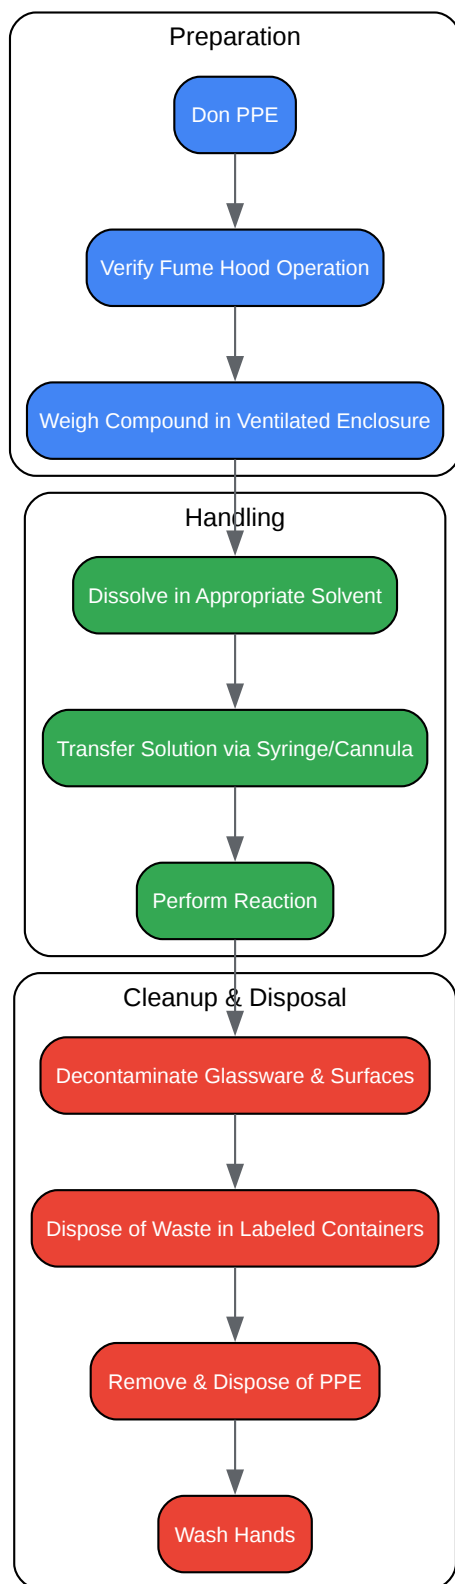 Preparation
Don PPE
Verify Fume Hood Operation
Weigh Compound in Ventilated Enclosure
Handling
Dissolve in Appropriate Solvent
Transfer Solution via Syringe/Cannula
Perform Reaction
Cleanup & Disposal
Decontaminate Glassware & Surfaces
Dispose of Waste in Labeled Containers
Remove & Dispose of PPE
Wash Hands